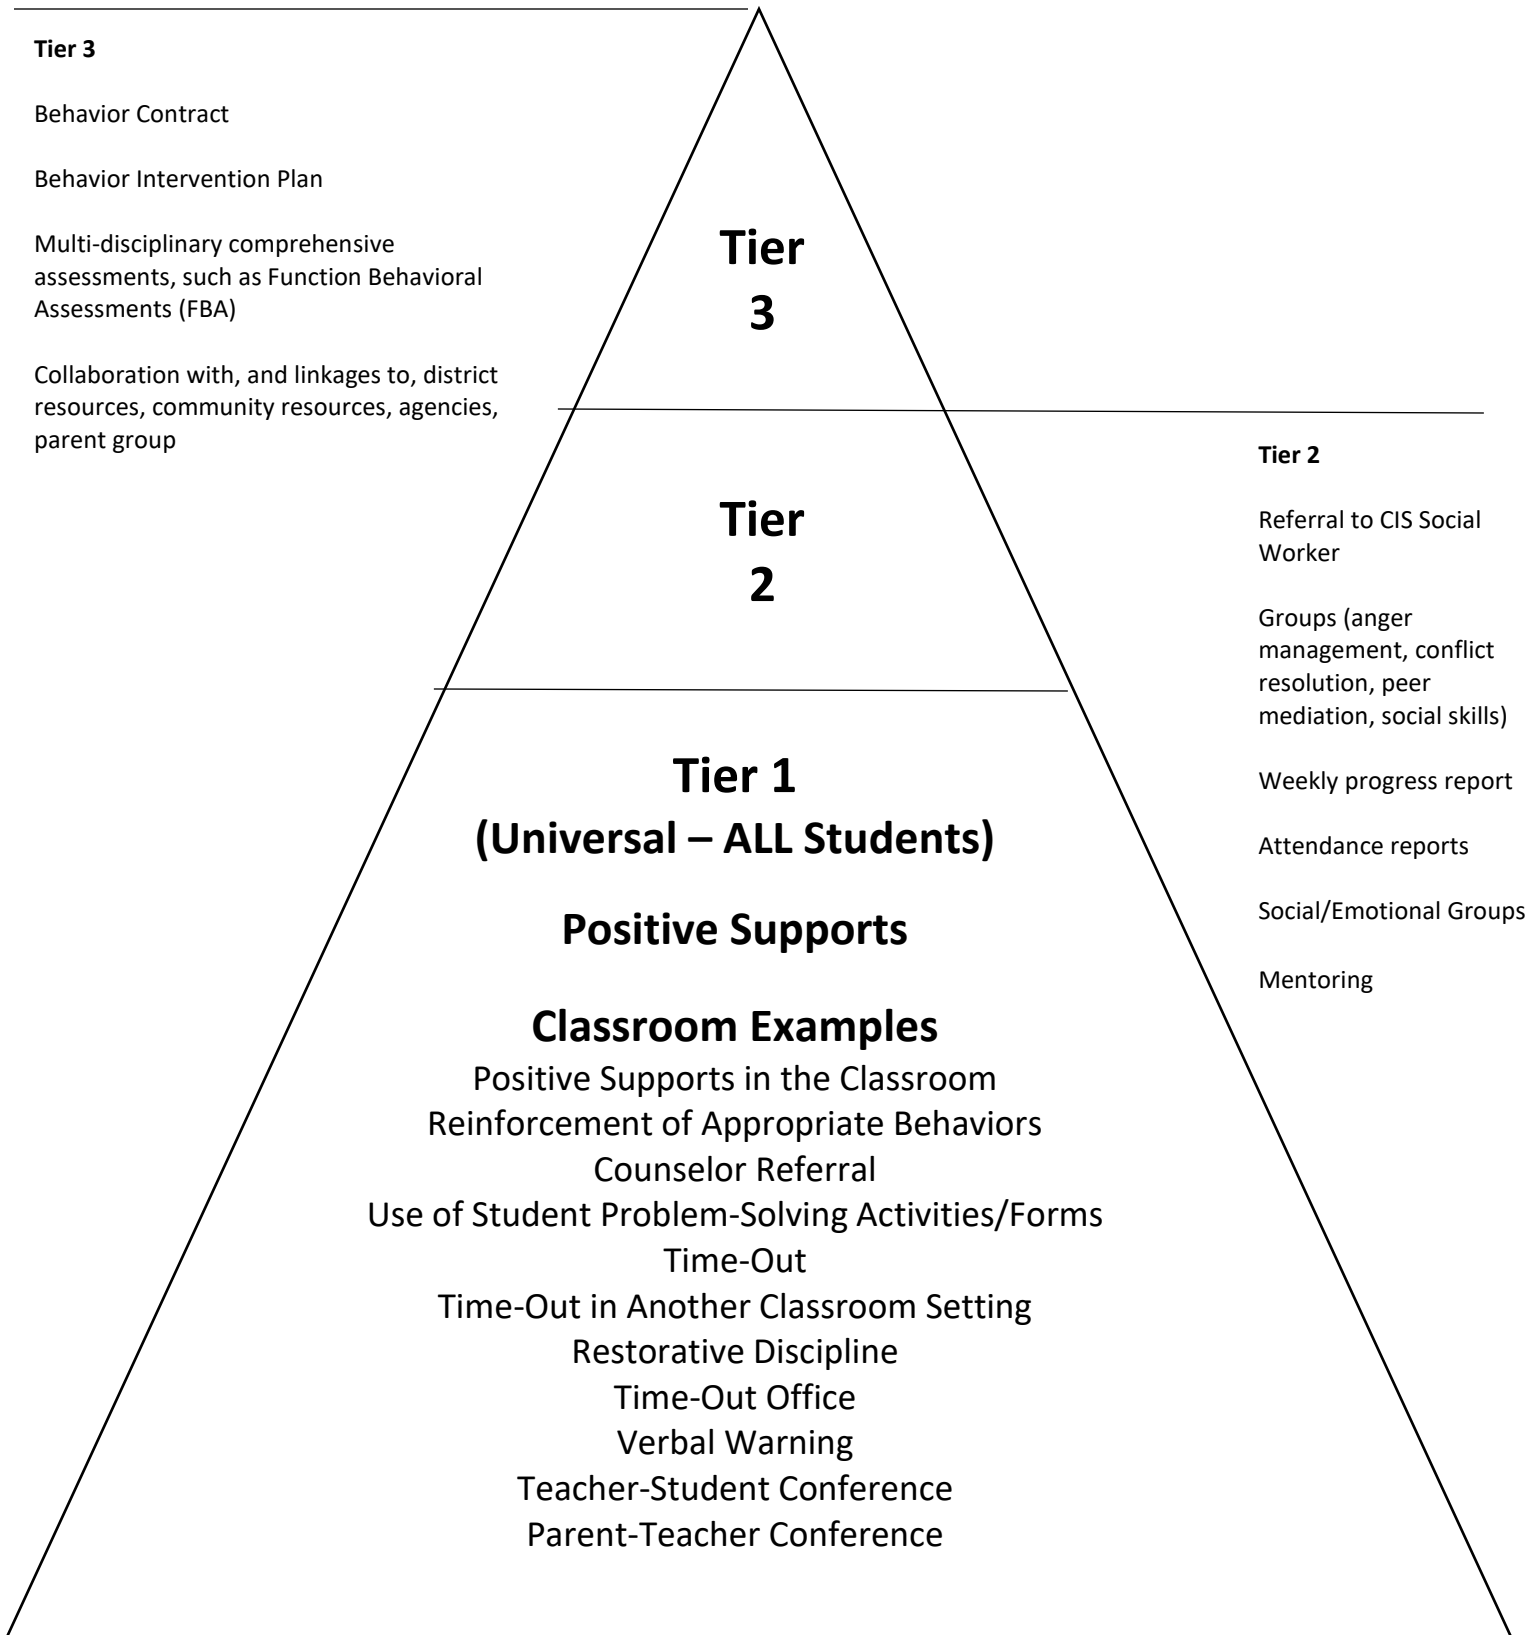 Tier 3
Behavior Contract
Behavior Intervention Plan
Multi-disciplinary comprehensive
assessments, such as Function Behavioral
Assessments (FBA)
Collaboration with, and linkages to, district
resources, community resources, agencies,
parent group
Tier
3
Tier
2
Tier 2
Referral to CIS Social
Worker
Groups (anger
management, conflict
resolution, peer
mediation, social skills)
Weekly progress report
Attendance reports
Social/Emotional Groups
Mentoring
Tier 1
(Universal – ALL Students)
Positive Supports
Classroom Examples
Positive Supports in the Classroom
Reinforcement of Appropriate Behaviors
Counselor Referral
Use of Student Problem-Solving Activities/Forms
Time-Out
Time-Out in Another Classroom Setting
Restorative Discipline
Time-Out Office
Verbal Warning
Teacher-Student Conference
Parent-Teacher Conference